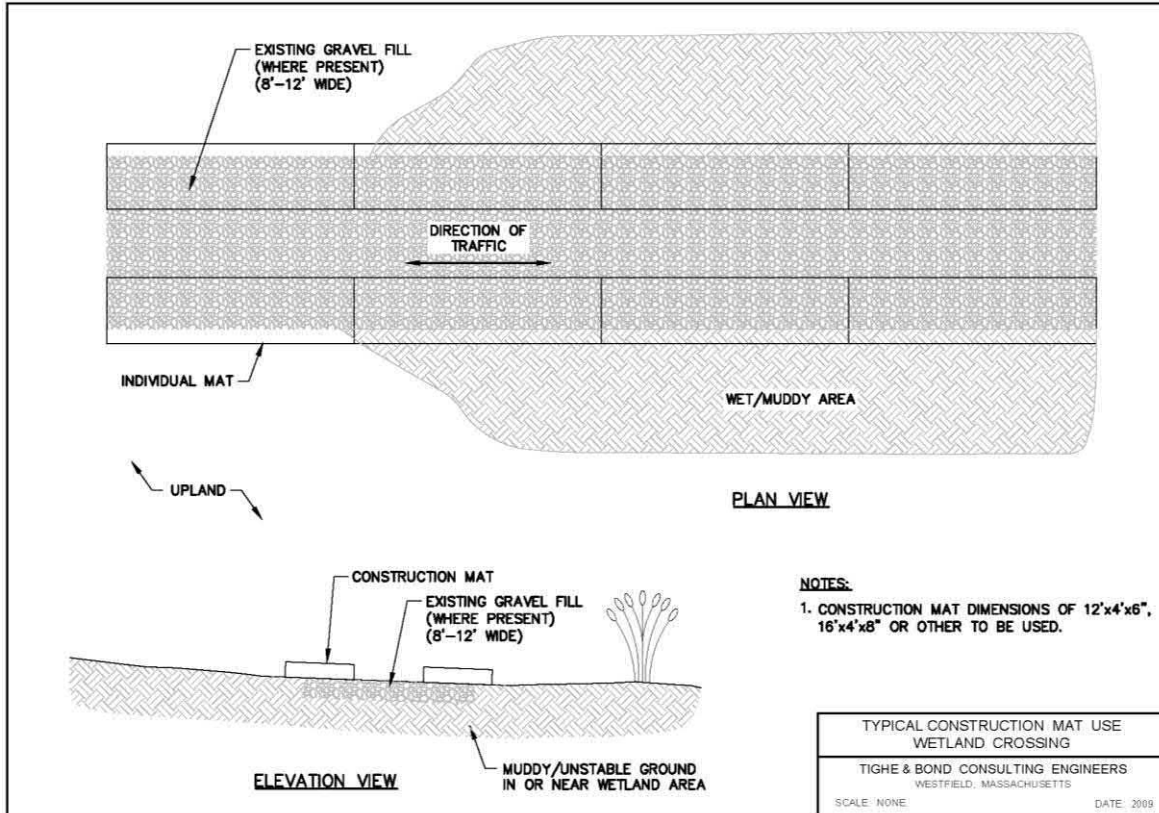 EXISTING GRAVEL FILL
(WHERE PRESENT)
(8'-12' WIDE)
DIRECTION OF
TRAFFIC
INDIVIDUAL MAT
WET/MUDDY AREA
UPLAND
PLAN VIEW
CONSTRUCTION MAT
EXISTING GRAVEL FILL
(WHERE PRESENT)
(8'-12' WIDE)
NOTES:
1. CONSTRUCTION MAT DIMENSIONS OF 12'x4'x6",
16'x4'x8" OR OTHER TO BE USED.
ELEVATION VIEW
MUDDY/UNSTABLE GROUND
IN OR NEAR WETLAND AREA
TYPICAL CONSTRUCTION MAT USE
WETLAND CROSSING
TIGHE & BOND CONSULTING ENGINEERS
WESTFIELD, MASSACHUSETTS
SCALE: NONE
DATE: 2009